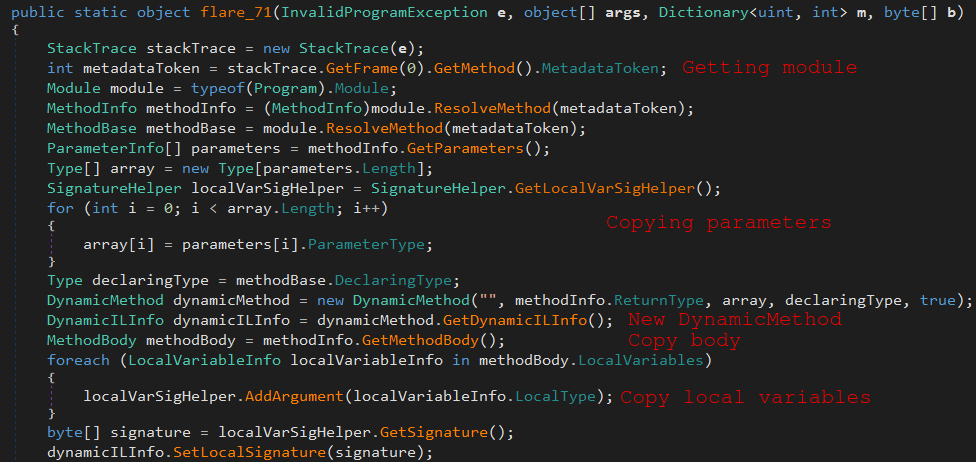 public static object flare_71(InvalidProgramException e, object[] args, Dictionary<uint, int> m, byte[] b)
{
    StackTrace stackTrace = new StackTrace(e);
    int metadataToken = stackTrace.GetFrame(0).GetMethod().MetadataToken; Getting module
    Module module = typeof(Program).Module;
    MethodInfo methodInfo = (MethodInfo)module.ResolveMethod(metadataToken);
    MethodBase methodBase = module.ResolveMethod(metadataToken);
    ParameterInfo[] parameters = methodInfo.GetParameters();
    Type[] array = new Type[parameters.Length];
    SignatureHelper localVarSigHelper = SignatureHelper.GetLocalVarSigHelper();
    for (int i = 0; i < array.Length; i++)
    { Copying parameters
        array[i] = parameters[i].ParameterType;
    }
    Type declaringType = methodBase.DeclaringType;
    DynamicMethod dynamicMethod = new DynamicMethod("", methodInfo.ReturnType, array, declaringType, true);
    DynamicILInfo dynamicILInfo = dynamicMethod.GetDynamicILInfo(); New DynamicMethod
    MethodBody methodBody = methodInfo.GetMethodBody(); Copy body
    foreach (LocalVariableInfo localVariableInfo in methodBody.LocalVariables)
    {
        localVarSigHelper.AddArgument(localVariableInfo.LocalType); Copy local variables
    }
    byte[] signature = localVarSigHelper.GetSignature();
    dynamicILInfo.SetLocalSignature(signature);